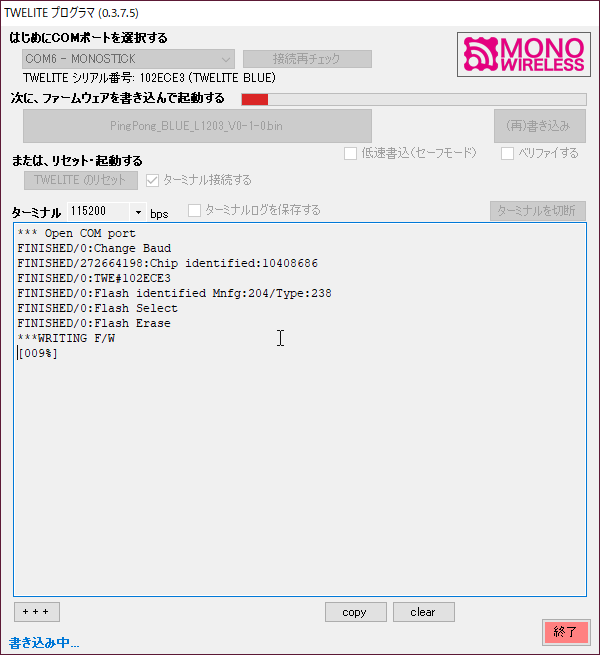 TWELITE プログラマ (0.3.7.5)
はじめにCOMポートを選択する
COM6 - MONOSTICK
接続再チェック
MONO
WIRELESS
TWELITE シリアル番号: 102ECE3 (TWELITE BLUE)
次に、ファームウェアを書き込んで起動する
PingPong_BLUE_L1203_V0-1-0.bin
(再)書き込み
低速書込(セーフモード)
ベリファイする
または、リセット・起動する
TWELITE のリセット
ターミナル接続する
ターミナル
115200
bps
ターミナルログを保存する
ターミナルを切断
*** Open COM port
FINISHED/0:Change Baud
FINISHED/272664198:Chip identified:10408686
FINISHED/0:TWE#102ECE3
FINISHED/0:Flash identified Mnfg:204/Type:238
FINISHED/0:Flash Select
FINISHED/0:Flash Erase
***WRITING F/W
[009%]
+ + +
copy
clear
終了
書き込み中...